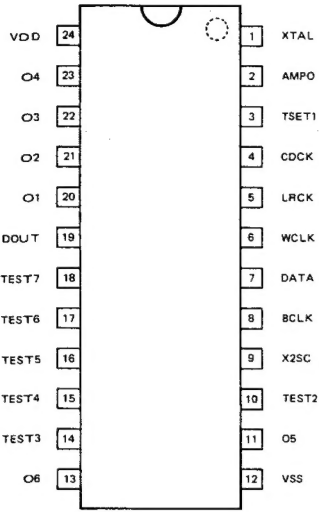 VDD 24 1 XTAL
O4 23 2 AMPO
O3 22 3 TSET1
O2 21 4 CDCK
O1 20 5 LRCK
DOUT 19 6 WCLK
TEST7 18 7 DATA
TEST6 17 8 BCLK
TEST5 16 9 X2SC
TEST4 15 10 TEST2
TEST3 14 11 O5
O6 13 12 VSS